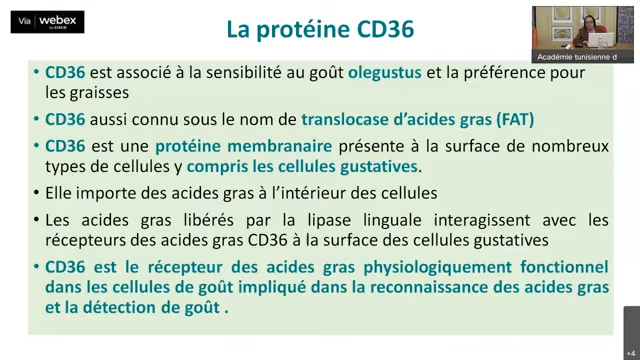 Via webex
by CISCO
La protéine CD36
Académie tunisienne d
• CD36 est associé à la sensibilité au goût olegustus et la préférence pour
les graisses
• CD36 aussi connu sous le nom de translocase d’acides gras (FAT)
• CD36 est une protéine membranaire présente à la surface de nombreux
types de cellules y compris les cellules gustatives.
• Elle importe des acides gras à l’intérieur des cellules
• Les acides gras libérés par la lipase linguale interagissent avec les
récepteurs des acides gras CD36 à la surface des cellules gustatives
• CD36 est le récepteur des acides gras physiologiquement fonctionnel
dans les cellules de goût impliqué dans la reconnaissance des acides gras
et la détection de goût .
+4